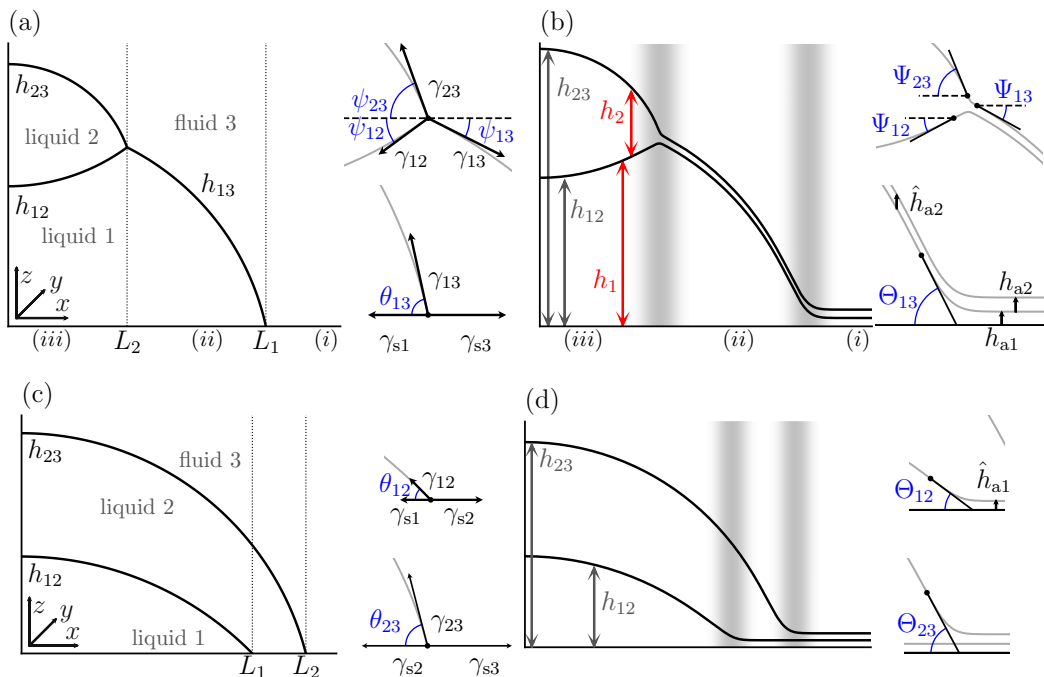 (a)
h₂₃
liquid 2
fluid 3
h₁₂
h₁₃
liquid 1
z
y
x
(iii)
L₂
(ii)
L₁
(i)
γ₂₃
ψ₂₃
ψ₁₂
ψ₁₃
γ₁₂
γ₁₃
γ₁₃
θ₁₃
γₛ₁
γₛ₃
(b)
h₂₃
h₂
h₁₂
h₁
(iii)
(ii)
(i)
Ψ₂₃
Ψ₁₃
Ψ₁₂
ĥₐ₂
Θ₁₃
hₐ₂
hₐ₁
(c)
h₂₃
fluid 3
liquid 2
h₁₂
z
y
x
liquid 1
L₁
L₂
θ₁₂
γ₁₂
γₛ₁
γₛ₂
θ₂₃
γ₂₃
γₛ₂
γₛ₃
(d)
h₂₃
h₁₂
Θ₁₂
ĥₐ₁
Θ₂₃